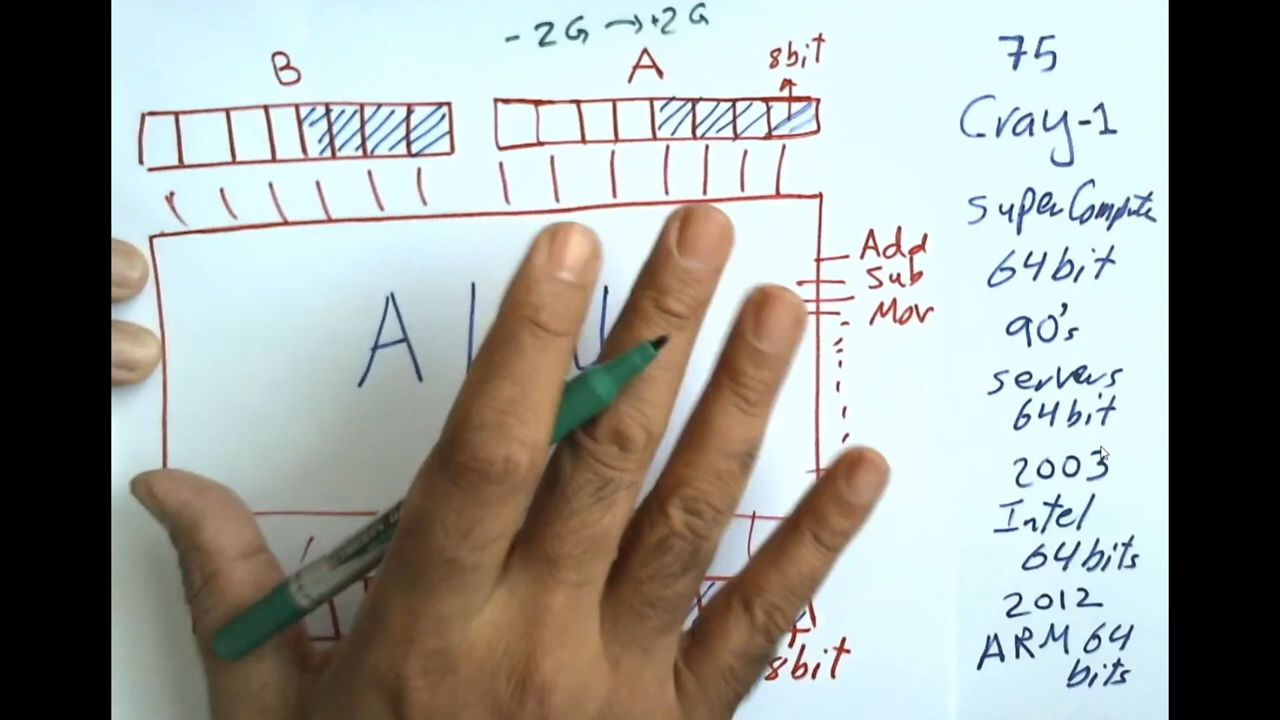 -2G → +2G
B
A
8bit
Add
Sub
Mov
8bit
75
Cray-1
64bit
90's
servers
64bit
2003
Intel
64bits
2012
ARM 64
bits